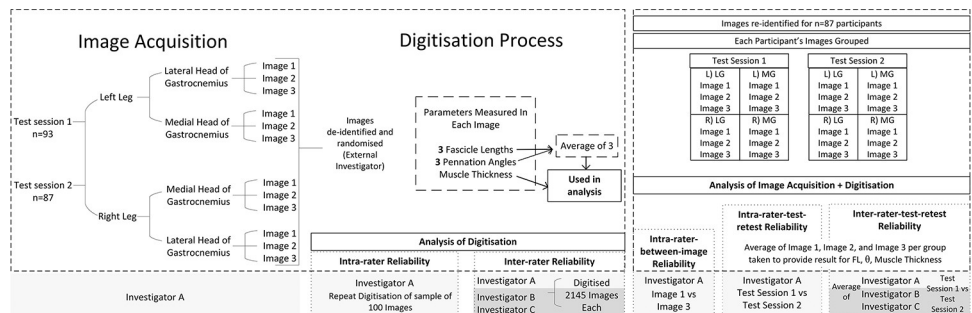 Image Acquisition
Test session 1
n=93
Test session 2
n=87
Left Leg
Right Leg
Lateral Head of
Gastrocnemius
Image 1
Image 2
Image 3
Medial Head of
Gastrocnemius
Image 1
Image 2
Image 3
Medial Head of
Gastrocnemius
Image 1
Image 2
Image 3
Lateral Head of
Gastrocnemius
Image 1
Image 2
Image 3
Investigator A
Digitisation Process
Images
de-identified and
randomised
(External
Investigator)
Parameters Measured In
Each Image
3 Fascicle Lengths
3 Pennation Angles
Muscle Thickness
Average of 3
Used in
analysis
Analysis of Digitisation
Intra-rater Reliability
Investigator A
Repeat Digitisation of sample of
100 Images
Inter-rater Reliability
Investigator A
Investigator B
Investigator C
Digitised
2145 Images
Each
Images re-identified for n=87 participants
Each Participant's Images Grouped
Test Session 1
L) LG L) MG
Image 1 Image 1
Image 2 Image 2
Image 3 Image 3
R) LG R) MG
Image 1 Image 1
Image 2 Image 2
Image 3 Image 3
Test Session 2
L) LG L) MG
Image 1 Image 1
Image 2 Image 2
Image 3 Image 3
R) LG R) MG
Image 1 Image 1
Image 2 Image 2
Image 3 Image 3
Analysis of Image Acquisition + Digitisation
Intra-rater-
between-image
Reliability
Investigator A
Image 1 vs
Image 3
Intra-rater-test-
retest Reliability
Inter-rater-test-retest
Reliability
Average of Image 1, Image 2, and Image 3 per group
taken to provide result for FL, θ, Muscle Thickness
Investigator A
Test Session 1 vs
Test Session 2
Average
of
Investigator A
Investigator B
Investigator C
Test
Session 1 vs
Test
Session 2